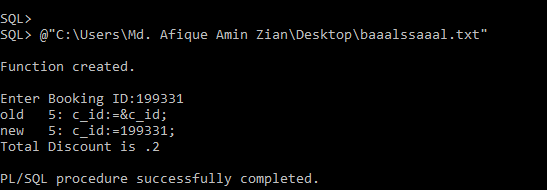 SQL>
SQL> @"C:\Users\Md. Afique Amin Zian\Desktop\baaalssaaal.txt"
Function created.
Enter Booking ID:199331
old   5: c_id:=&c_id;
new   5: c_id:=199331;
Total Discount is .2
PL/SQL procedure successfully completed.